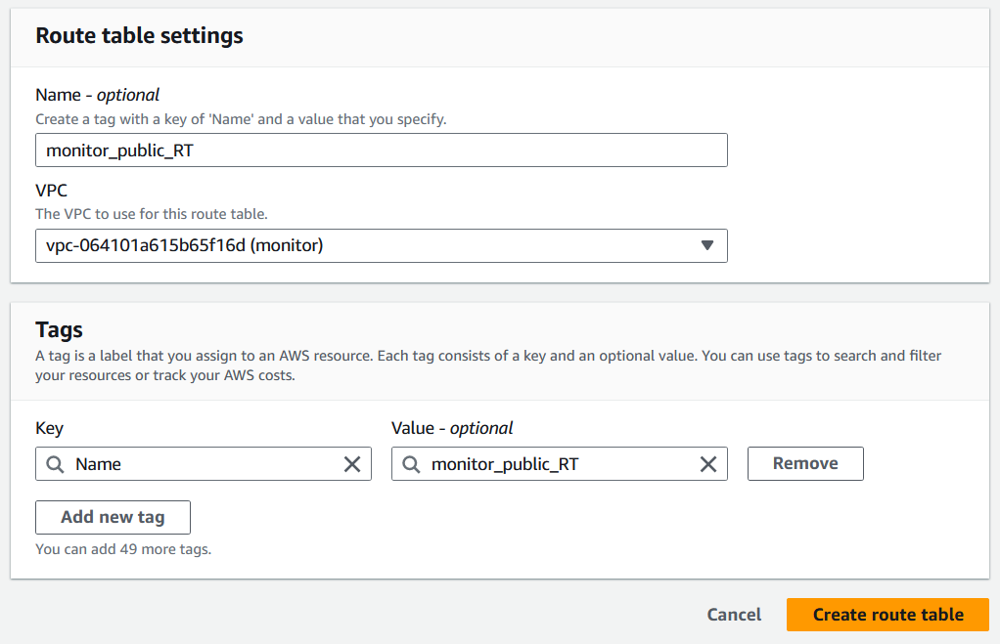 Route table settings
Name - optional
Create a tag with a key of 'Name' and a value that you specify.
monitor_public_RT
VPC
The VPC to use for this route table.
vpc-064101a615b65f16d (monitor)
Tags
A tag is a label that you assign to an AWS resource. Each tag consists of a key and an optional value. You can use tags to search and filter
your resources or track your AWS costs.
Key
Value - optional
Name
monitor_public_RT
Remove
Add new tag
You can add 49 more tags.
Cancel
Create route table